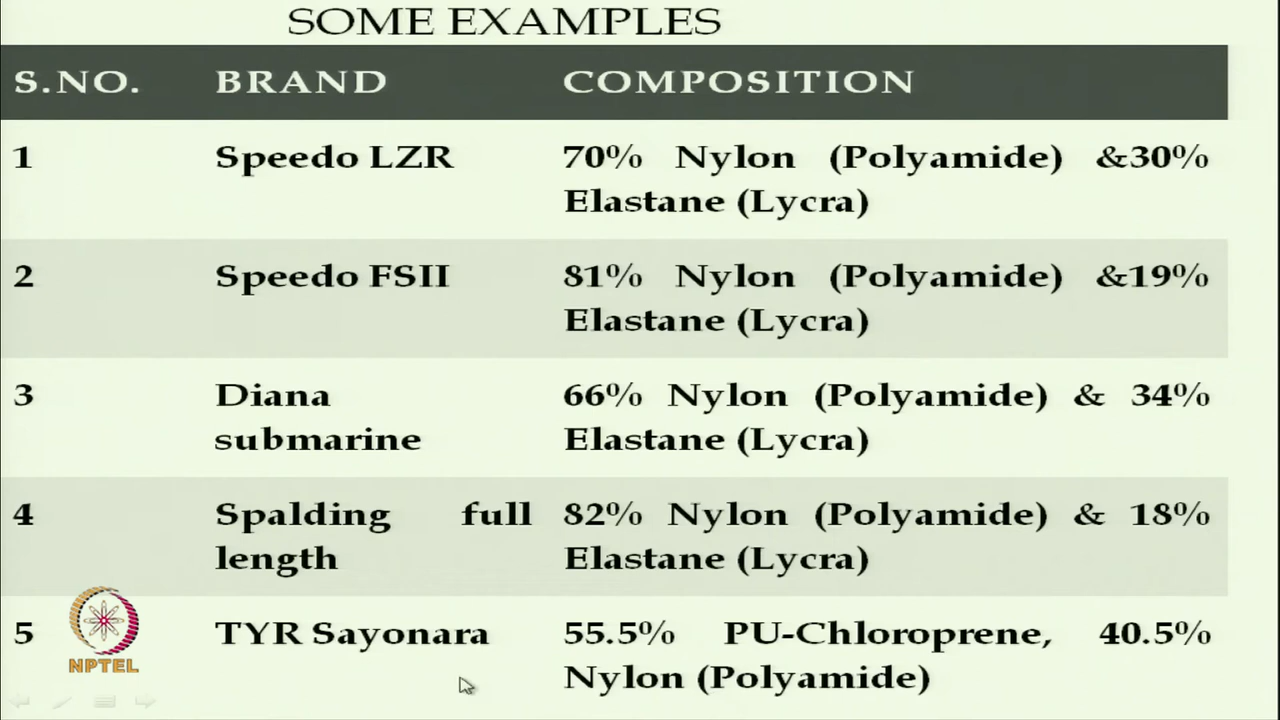 SOME EXAMPLES
S.NO. BRAND COMPOSITION
1 Speedo LZR 70% Nylon (Polyamide) &30%
Elastane (Lycra)
2 Speedo FSII 81% Nylon (Polyamide) &19%
Elastane (Lycra)
3 Diana 66% Nylon (Polyamide) & 34%
submarine Elastane (Lycra)
4 Spalding full 82% Nylon (Polyamide) & 18%
length Elastane (Lycra)
5 TYR Sayonara 55.5% PU-Chloroprene, 40.5%
Nylon (Polyamide)
NPTEL